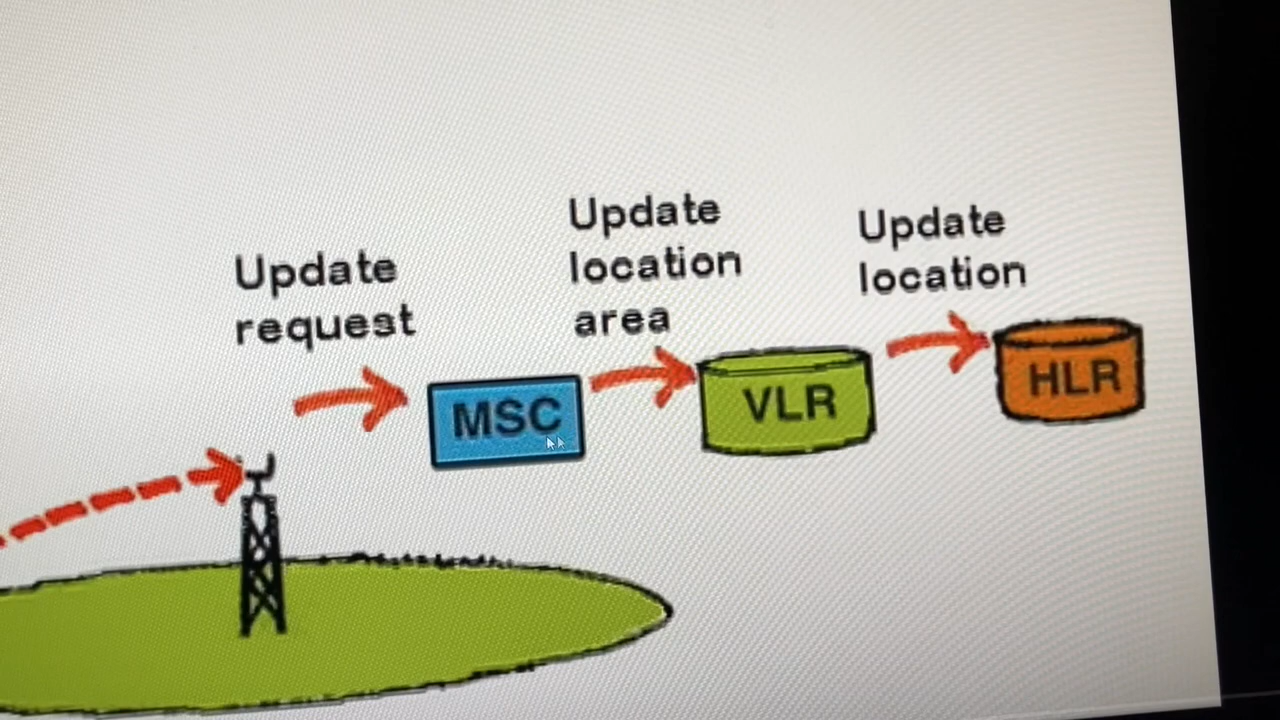 Update
request
Update
location
area
Update
location
MSC
VLR
HLR